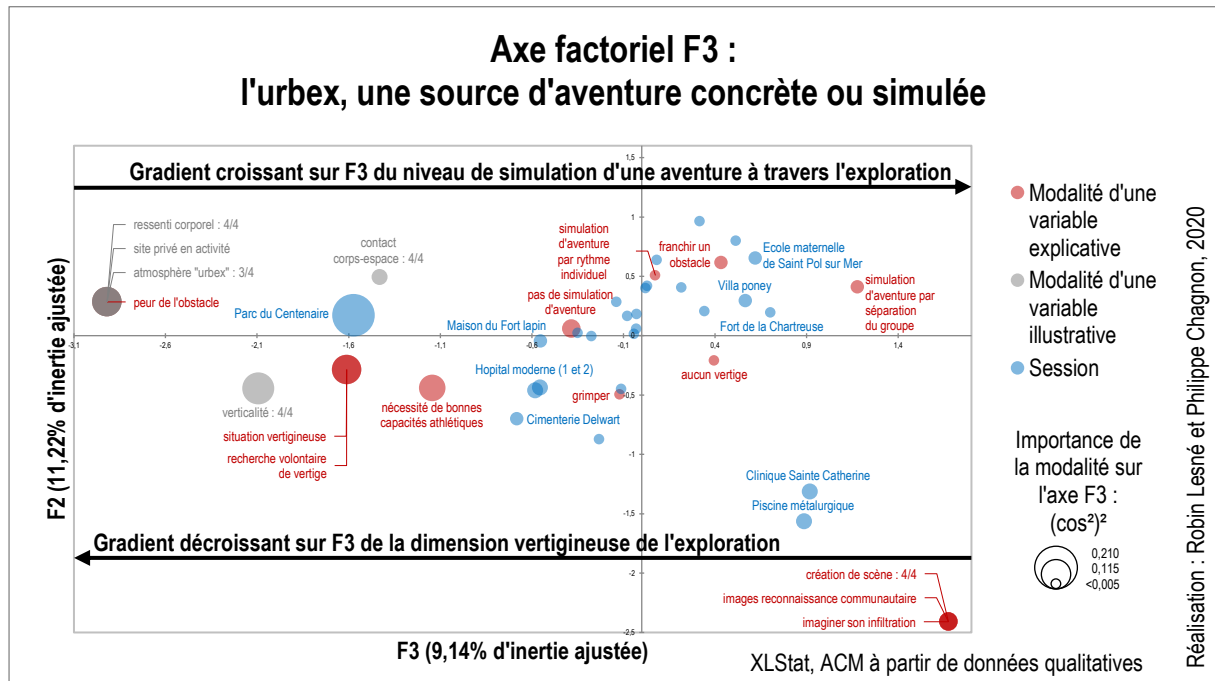 Axe factoriel F3 :
l'urbex, une source d'aventure concrète ou simulée
Gradient croissant sur F3 du niveau de simulation d'une aventure à travers l'exploration
1,5
1
0,5
-0,5
-1
-1,5
-2
-2,5
-3,1
-2,6
-2,1
-1,6
-1,1
-0,6
-0,1
0,4
0,9
1,4
ressenti corporel : 4/4
site privé en activité
atmosphère "urbex" : 3/4
peur de l'obstacle
contact
corps-espace : 4/4
Parc du Centenaire
simulation
d'aventure
par rythme
individuel
franchir un
obstacle
Ecole maternelle
de Saint Pol sur Mer
pas de simulation
d'aventure
Villa poney
simulation
d'aventure par
séparation
du groupe
Maison du Fort lapin
Fort de la Chartreuse
Hopital moderne (1 et 2)
aucun vertige
verticalité : 4/4
grimper
nécessité de bonnes
capacités athlétiques
situation vertigineuse
Cimenterie Delwart
recherche volontaire
de vertige
Clinique Sainte Catherine
Piscine métalurgique
Gradient décroissant sur F3 de la dimension vertigineuse de l'exploration
création de scène : 4/4
images reconnaissance communautaire
imaginer son infiltration
F2 (11,22% d'inertie ajustée)
F3 (9,14% d'inertie ajustée)
Modalité d'une
variable
explicative
Modalité d'une
variable
illustrative
Session
Importance de
la modalité sur
l'axe F3 :
(cos²)²
0,210
0,115
<0,005
XLStat, ACM à partir de données qualitatives
Réalisation : Robin Lesné et Philippe Chagnon, 2020